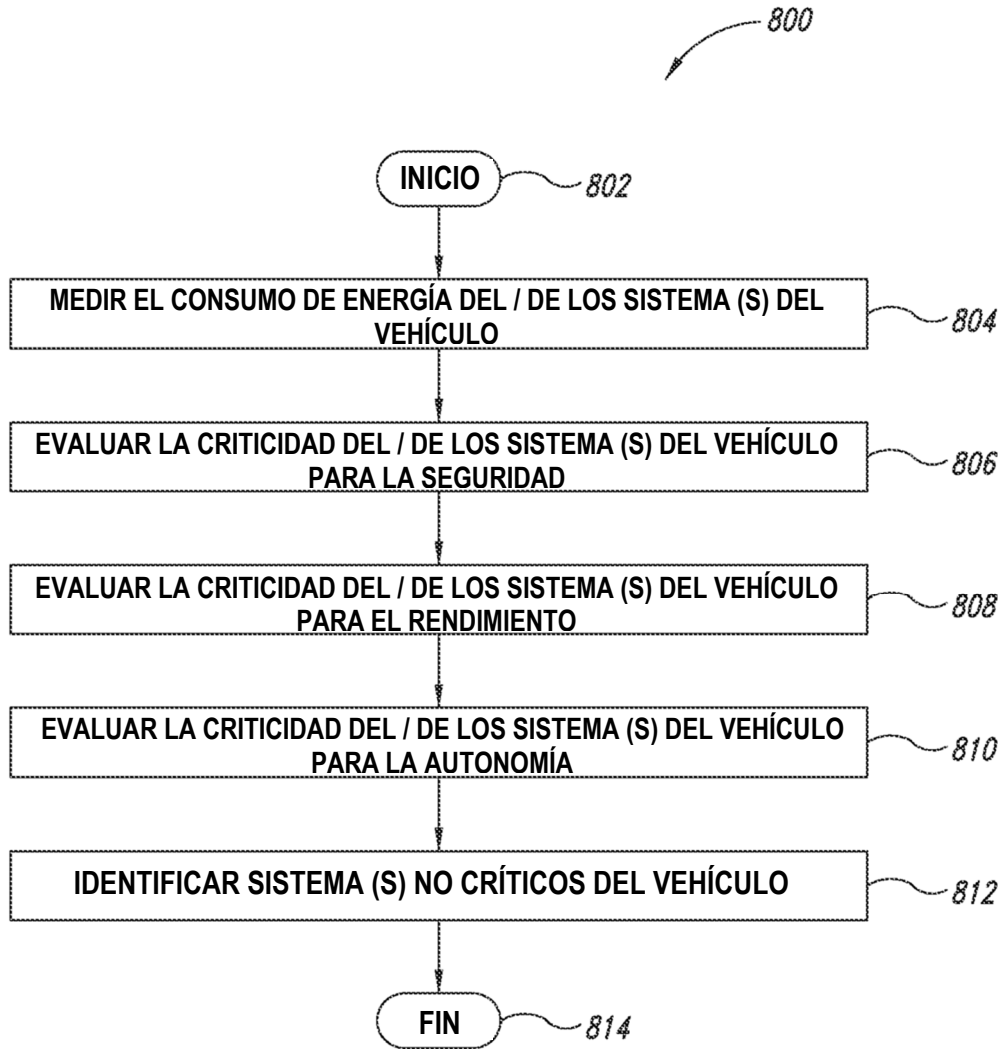 800
INICIO
802
MEDIR EL CONSUMO DE ENERGÍA DEL / DE LOS SISTEMA (S) DEL
VEHÍCULO
804
EVALUAR LA CRITICIDAD DEL / DE LOS SISTEMA (S) DEL VEHÍCULO
PARA LA SEGURIDAD
806
EVALUAR LA CRITICIDAD DEL / DE LOS SISTEMA (S) DEL VEHÍCULO
PARA EL RENDIMIENTO
808
EVALUAR LA CRITICIDAD DEL / DE LOS SISTEMA (S) DEL VEHÍCULO
PARA LA AUTONOMÍA
810
IDENTIFICAR SISTEMA (S) NO CRÍTICOS DEL VEHÍCULO
812
FIN
814